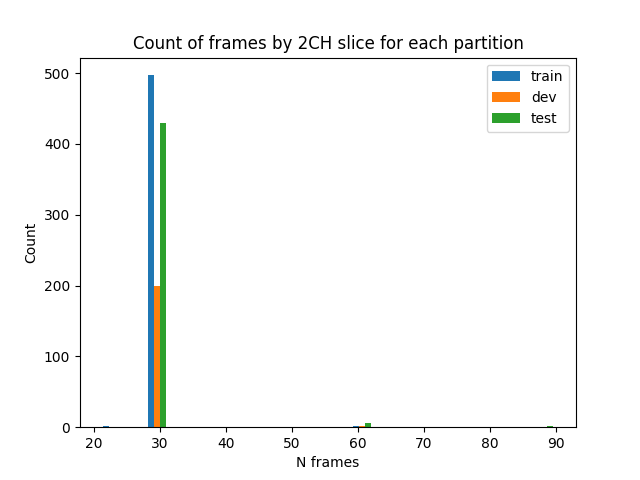 Count of frames by 2CH slice for each partition
train
dev
test
Count
500
400
300
200
100
0
20 30 40 50 60 70 80 90
N frames